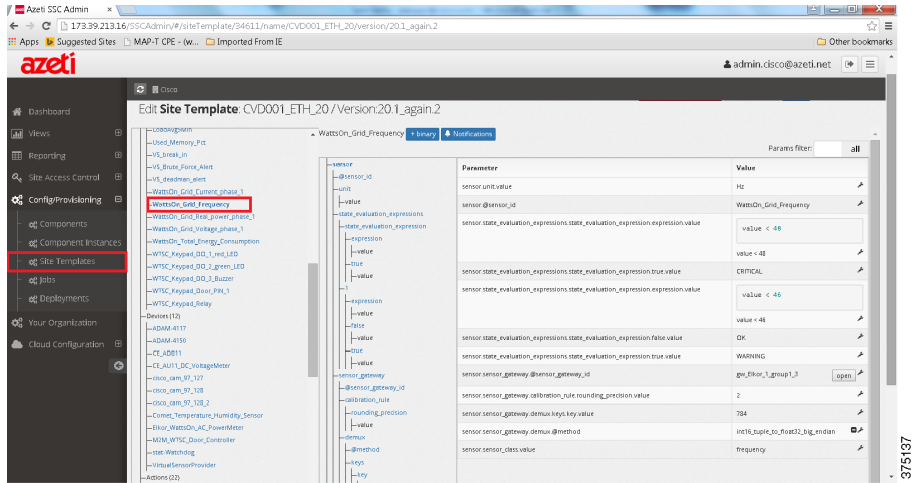 Azeti SSC Admin ×
173.39.213.16/SSCAdmin/#/siteTemplate/34611/name/CVD001_ETH_20/version/20.1_again.2
Apps Suggested Sites MAP-T CPE - (w... Imported From IE Other bookmarks
azeti
admin.cisco@azeti.net
Cisco
Edit Site Template: CVD001_ETH_20 / Version:20.1_again.2
Dashboard
Views
Reporting
Site Access Control
Config/Provisioning
Components
Component Instances
Site Templates
Jobs
Deployments
Your Organization
Cloud Configuration
LoadAvg5Min
Used_Memory_Pct
VS_break_in
VS_Brute_Force_Alert
VS_deadman_alert
WattsOn_Grid_Current_phase_1
WattsOn_Grid_Frequency
WattsOn_Grid_Real_power_phase_1
WattsOn_Grid_Voltage_phase_1
WattsOn_Total_Energy_Consumption
WTSC_Keypad_DO_1_red_LED
WTSC_Keypad_DO_2_green_LED
WTSC_Keypad_DO_3_Buzzer
WTSC_Keypad_Door_PIN_1
WTSC_Keypad_Relay
Devices (12)
ADAM-4117
ADAM-4150
CE_ADB11
CE_AU11_DC_VoltageMeter
cisco_cam_97_127
cisco_cam_97_128
cisco_cam_97_128_2
Comet_Temperature_Humidity_Sensor
Elkor_WattsOn_AC_PowerMeter
M2M_WTSC_Door_Controller
stat-Watchdog
VirtualSensorProvider
Actions (22)
WattsOn_Grid_Frequency + binary Notifications
Params filter: all
sensor
@sensor_id
unit
value
state_evaluation_expressions
state_evaluation_expression
expression
value
true
value
1
expression
value
false
value
true
value
sensor_gateway
@sensor_gateway_id
calibration_rule
rounding_precision
value
demux
@method
keys
key
Parameter Value
sensor.unit.value Hz
sensor.@sensor_id WattsOn_Grid_Frequency
sensor.state_evaluation_expressions.state_evaluation_expression.expression.value value < 48
value < 48
sensor.state_evaluation_expressions.state_evaluation_expression.true.value CRITICAL
sensor.state_evaluation_expressions.state_evaluation_expression.expression.value value < 46
value < 46
sensor.state_evaluation_expressions.state_evaluation_expression.false.value OK
sensor.state_evaluation_expressions.state_evaluation_expression.true.value WARNING
sensor.sensor_gateway.@sensor_gateway_id gw_Elkor_1_group1_3 open
sensor.sensor_gateway.calibration_rule.rounding_precision.value 2
sensor.sensor_gateway.demux.keys.key.value 784
sensor.sensor_gateway.demux.@method int16_tuple_to_float32_big_endian
sensor.sensor_class.value frequency
375137